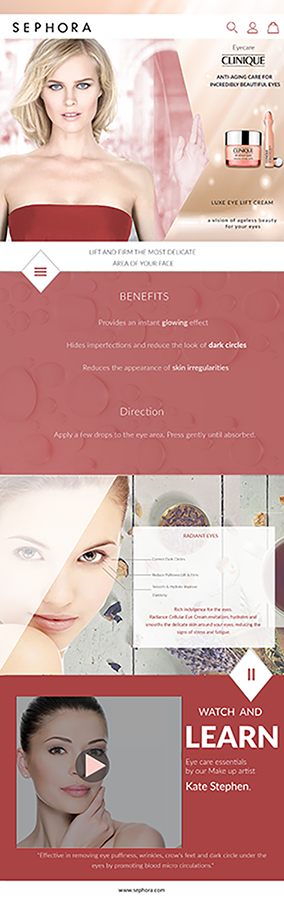 SEPHORA
Eyecare
CLINIQUE
ANTI-AGING CARE FOR
INCREDIBLY BEAUTIFUL EYES
CLINIQUE
LUXE EYE LIFT CREAM
a vision of ageless beauty
for your eyes
LIFT AND FIRM THE MOST DELICATE
AREA OF YOUR FACE
BENEFITS
Provides an instant glowing effect
Hides imperfections and reduce the look of dark circles
Reduces the appearance of skin irregularities
Direction
Apply a few drops to the eye area. Press gently until absorbed.
RADIANT EYES
Correct Dark Circles
Reduce Puffiness Lift & Firm
Smooth & Hydrate Improve
Elasticity
Rich indulgence for the eyes.
Radiance Cellular Eye Cream revitalizes, hydrates and
smooths the delicate skin around your eyes, reducing the
signs of stress and fatigue.
WATCH AND
LEARN
Eye care essentials
by our Make up artist
Kate Stephen.
"Effective in removing eye puffiness, wrinkles, crow's feet and dark circle under the
eyes by promoting blood micro circulations."
www.sephora.com